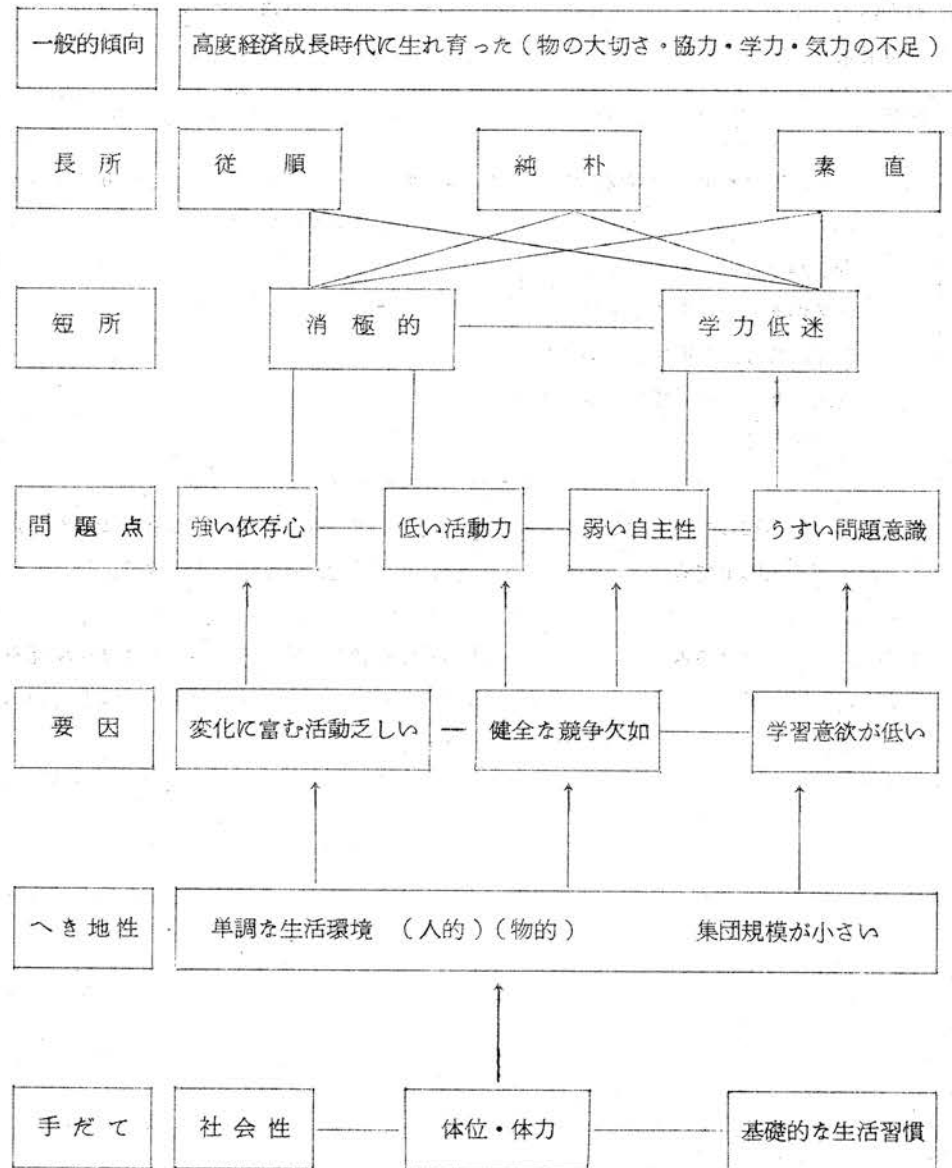 一般的傾向 高度経済成長時代に生れ育った（物の大切さ・協力・学力・気力の不足）
長所 従順 純朴 素直
短所 消極的 学力低迷
問題点 強い依存心 低い活動力 弱い自主性 うすい問題意識
要因 変化に富む活動乏しい 健全な競争欠如 学習意欲が低い
へき地性 単調な生活環境 （人的）（物的） 集団規模が小さい
手だて 社会性 体位・体力 基礎的な生活習慣